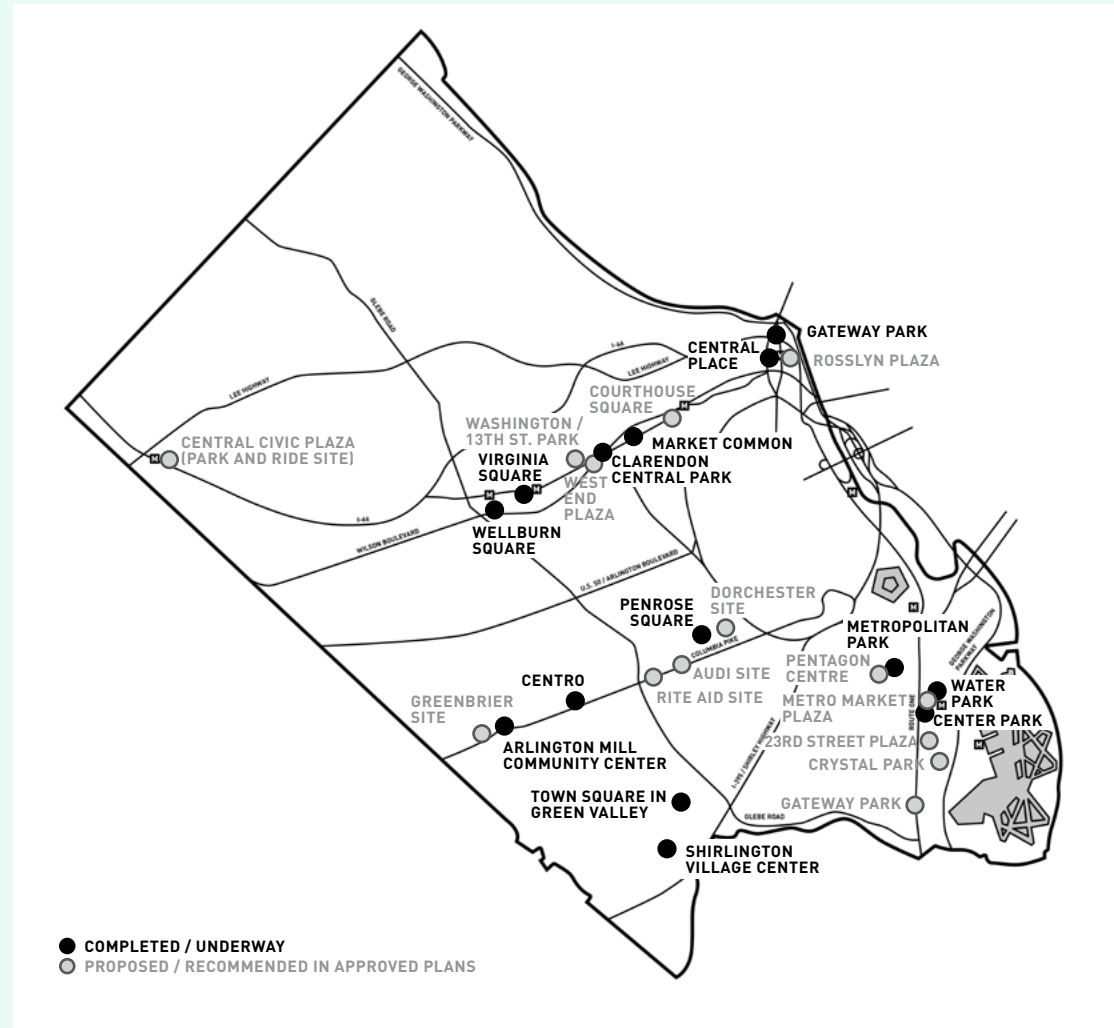 GEORGE WASHINGTON PARKWAY
GLEBE ROAD
GATEWAY PARK
CENTRAL
PLACE
ROSSLYN PLAZA
I-66
LEE HIGHWAY
LEE HIGHWAY
COURTHOUSE
SQUARE
M
WASHINGTON /
13TH ST. PARK
MARKET COMMON
CENTRAL CIVIC PLAZA
(PARK AND RIDE SITE)
M
VIRGINIA
SQUARE
CLARENDON
CENTRAL PARK
WEST
END
PLAZA
M
M
M
I-66
WELLBURN
SQUARE
WILSON BOULEVARD
U.S. 50 / ARLINGTON BOULEVARD
DORCHESTER
SITE
PENROSE
SQUARE
M
METROPOLITAN
PARK
GEORGE WASHINGTON
PARKWAY
COLUMBIA PIKE
AUDI SITE
PENTAGON
CENTRE
RITE AID SITE
CENTRO
WATER
PARK
METRO MARKET
PLAZA
M
ROUTE ONE
CENTER PARK
GREENBRIER
SITE
ARLINGTON MILL
COMMUNITY CENTER
23RD STREET PLAZA
M
CRYSTAL PARK
I-295 / SHIRLEY HIGHWAY
TOWN SQUARE IN
GREEN VALLEY
GATEWAY PARK
GLEBE ROAD
SHIRLINGTON
VILLAGE CENTER
COMPLETED / UNDERWAY
PROPOSED / RECOMMENDED IN APPROVED PLANS